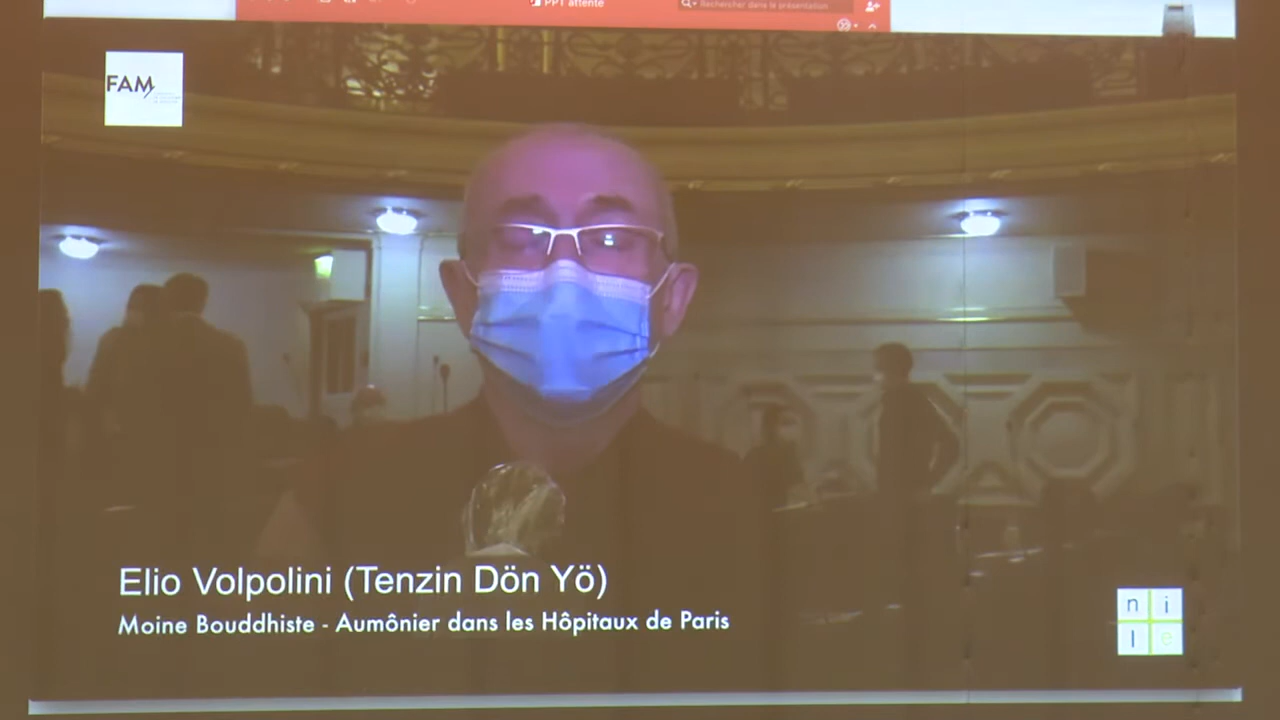 PPT attente
Rechercher dans le présentation
FAM
Elio Volpolini (Tenzin Dön Yö)
Moine Bouddhiste - Aumônier dans les Hôpitaux de Paris
n i
l e